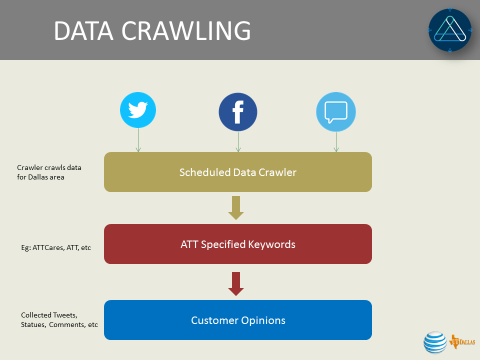 DATA CRAWLING
Crawler crawls data
for Dallas area
Scheduled Data Crawler
Eg: ATTCares, ATT, etc
ATT Specified Keywords
Collected Tweets,
Statues, Comments, etc
Customer Opinions
DALLAS